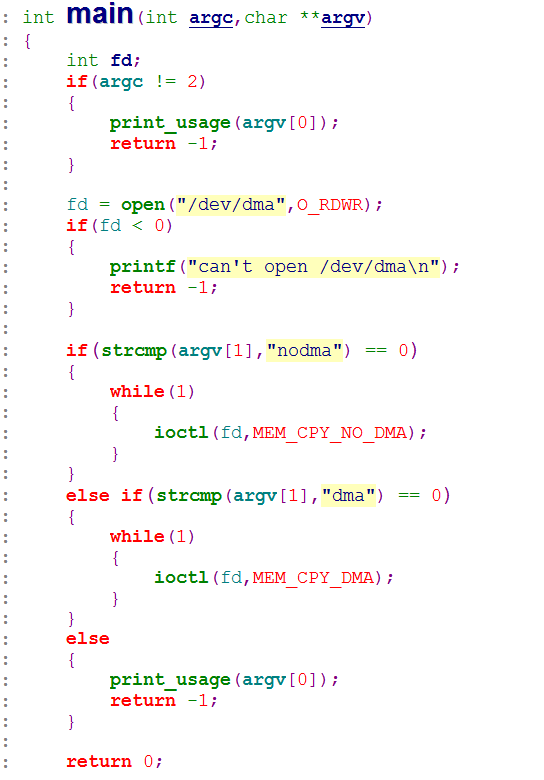 : int main(int argc,char **argv)
: {
:     int fd;
:     if(argc != 2)
:     {
:         print_usage(argv[0]);
:         return -1;
:     }
:
:     fd = open("/dev/dma",O_RDWR);
:     if(fd < 0)
:     {
:         printf("can't open /dev/dma\n");
:         return -1;
:     }
:
:     if(strcmp(argv[1],"nodma") == 0)
:     {
:         while(1)
:         {
:             ioctl(fd,MEM_CPY_NO_DMA);
:         }
:     }
:     else if(strcmp(argv[1],"dma") == 0)
:     {
:         while(1)
:         {
:             ioctl(fd,MEM_CPY_DMA);
:         }
:     }
:     else
:     {
:         print_usage(argv[0]);
:         return -1;
:     }
:
:     return 0;